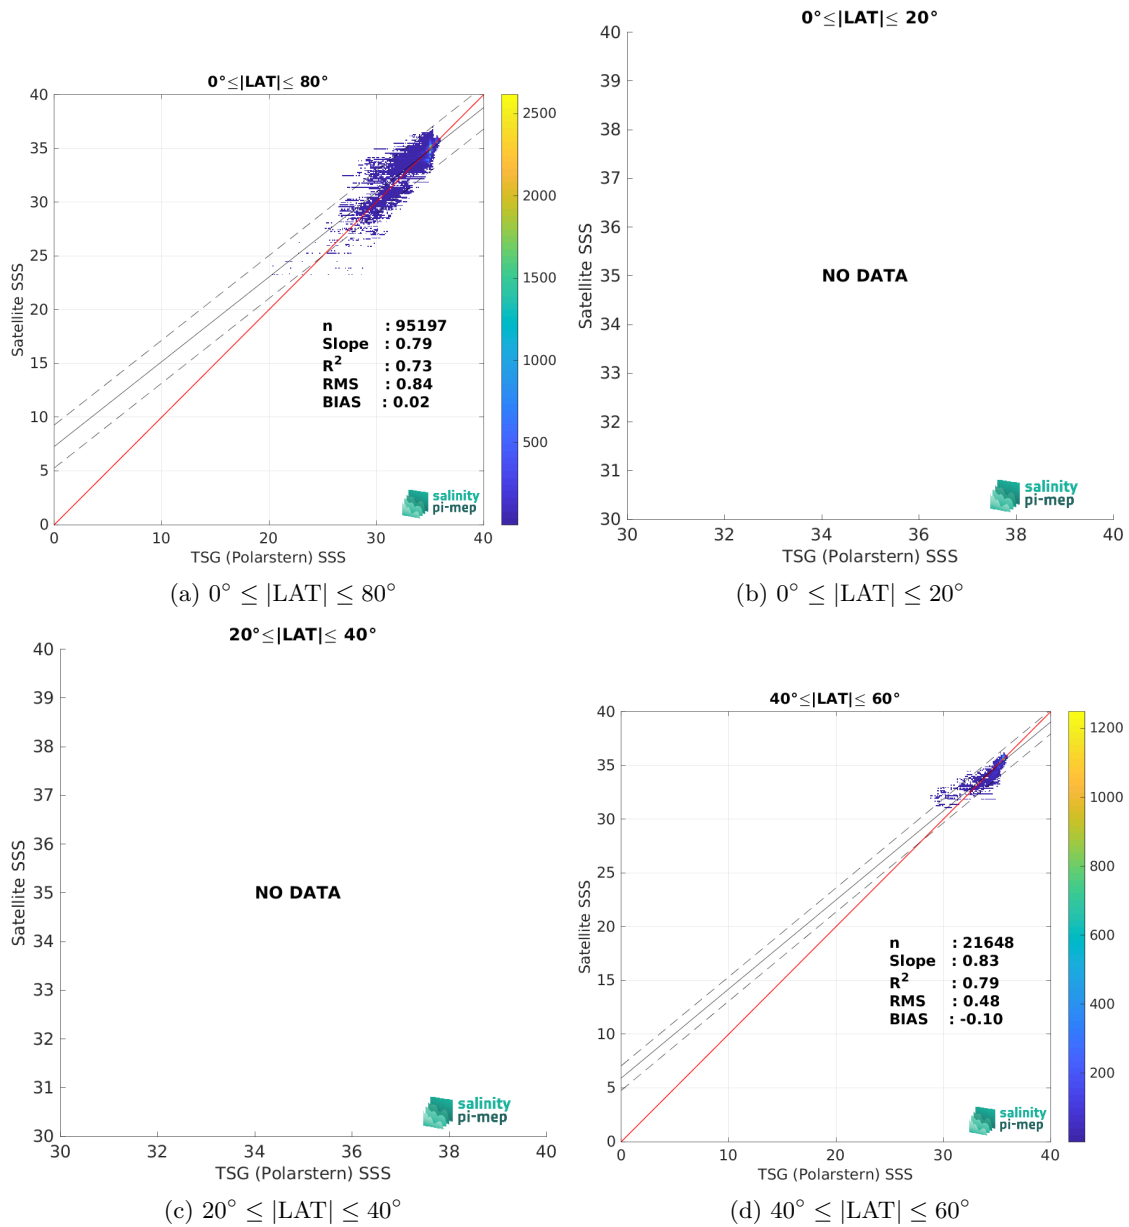 0°≤|LAT|≤ 80°
40
35
30
25
20
15
10
5
0
Satellite SSS
n : 95197
Slope : 0.79
R² : 0.73
RMS : 0.84
BIAS : 0.02
salinity
pi-mep
0 10 20 30 40
TSG (Polarstern) SSS
2500
2000
1500
1000
500
(a) 0° ≤ |LAT| ≤ 80°
0°≤|LAT|≤ 20°
40
39
38
37
36
35
34
33
32
31
30
Satellite SSS
NO DATA
salinity
pi-mep
30 32 34 36 38 40
TSG (Polarstern) SSS
(b) 0° ≤ |LAT| ≤ 20°
20°≤|LAT|≤ 40°
40
39
38
37
36
35
34
33
32
31
30
Satellite SSS
NO DATA
salinity
pi-mep
30 32 34 36 38 40
TSG (Polarstern) SSS
(c) 20° ≤ |LAT| ≤ 40°
40°≤|LAT|≤ 60°
40
35
30
25
20
15
10
5
0
Satellite SSS
n : 21648
Slope : 0.83
R² : 0.79
RMS : 0.48
BIAS : -0.10
salinity
pi-mep
0 10 20 30 40
TSG (Polarstern) SSS
1200
1000
800
600
400
200
(d) 40° ≤ |LAT| ≤ 60°